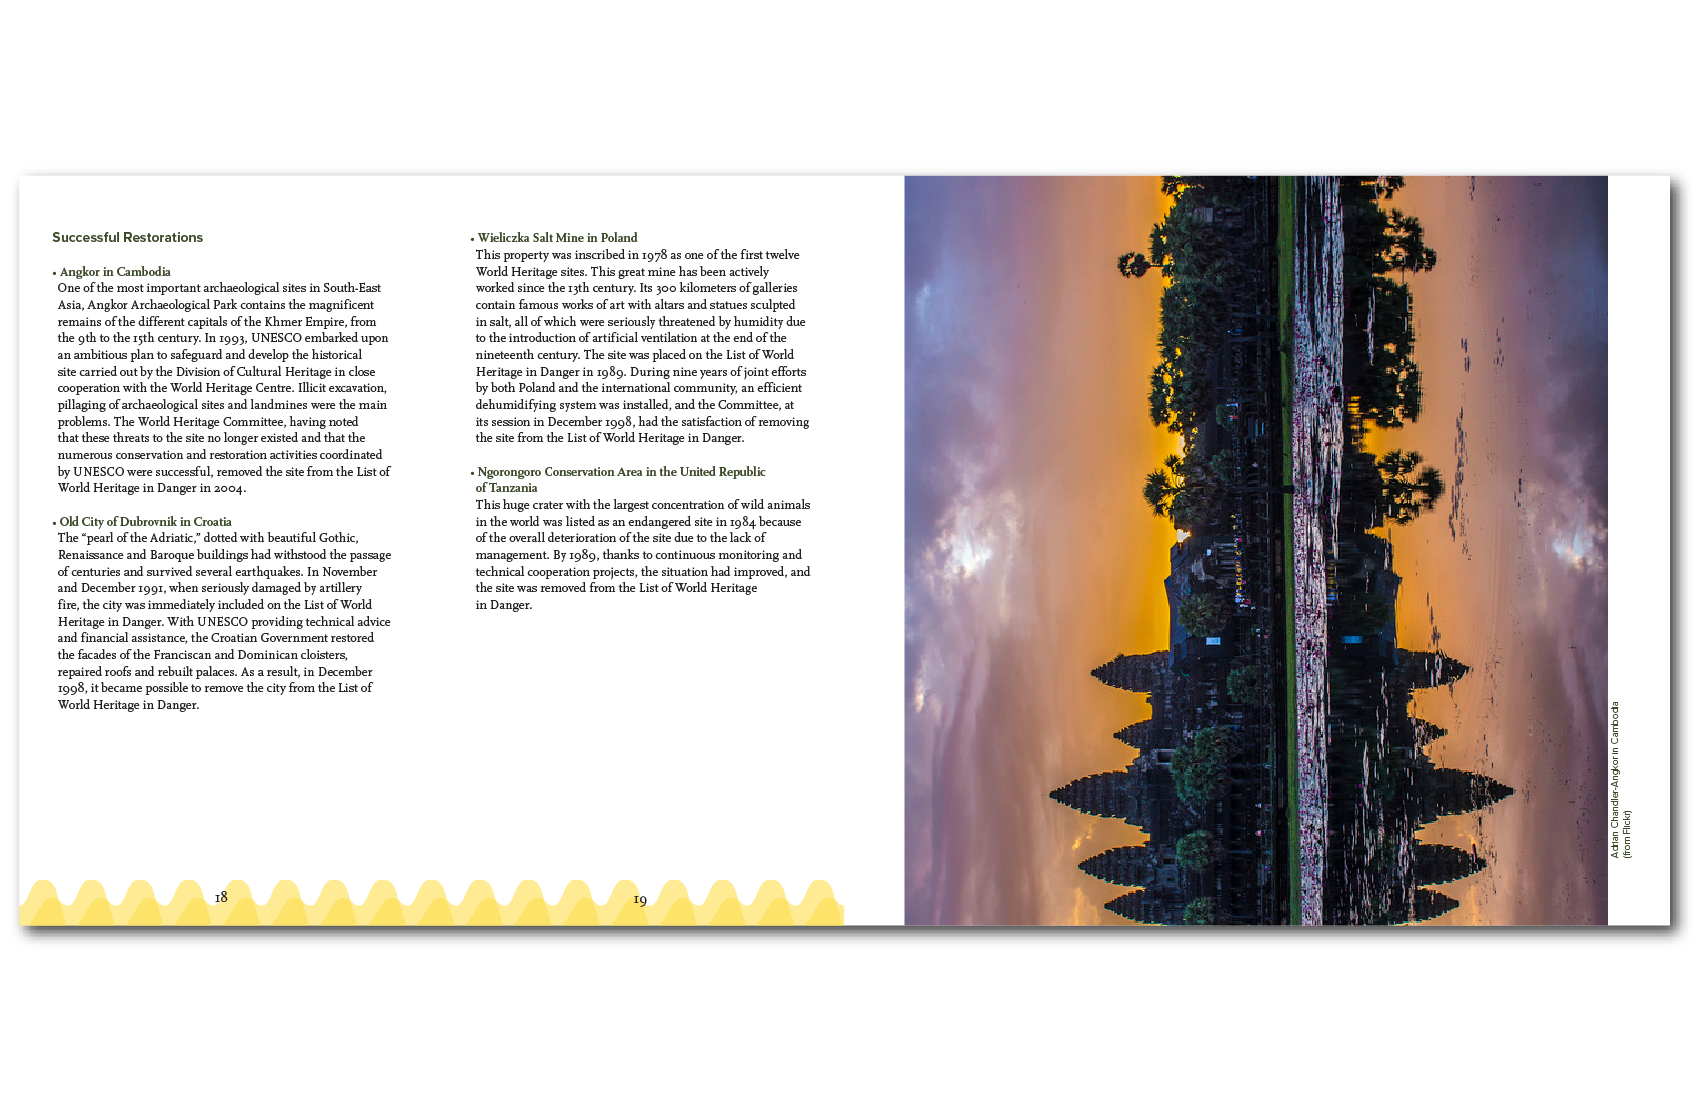 Successful Restorations
• Angkor in Cambodia
One of the most important archaeological sites in South-East
Asia, Angkor Archaeological Park contains the magnificent
remains of the different capitals of the Khmer Empire, from
the 9th to the 15th century. In 1993, UNESCO embarked upon
an ambitious plan to safeguard and develop the historical
site carried out by the Division of Cultural Heritage in close
cooperation with the World Heritage Centre. Illicit excavation,
pillaging of archaeological sites and landmines were the main
problems. The World Heritage Committee, having noted
that these threats to the site no longer existed and that the
numerous conservation and restoration activities coordinated
by UNESCO were successful, removed the site from the List of
World Heritage in Danger in 2004.
• Old City of Dubrovnik in Croatia
The “pearl of the Adriatic,” dotted with beautiful Gothic,
Renaissance and Baroque buildings had withstood the passage
of centuries and survived several earthquakes. In November
and December 1991, when seriously damaged by artillery
fire, the city was immediately included on the List of World
Heritage in Danger. With UNESCO providing technical advice
and financial assistance, the Croatian Government restored
the facades of the Franciscan and Dominican cloisters,
repaired roofs and rebuilt palaces. As a result, in December
1998, it became possible to remove the city from the List of
World Heritage in Danger.
18
• Wieliczka Salt Mine in Poland
This property was inscribed in 1978 as one of the first twelve
World Heritage sites. This great mine has been actively
worked since the 13th century. Its 300 kilometers of galleries
contain famous works of art with altars and statues sculpted
in salt, all of which were seriously threatened by humidity due
to the introduction of artificial ventilation at the end of the
nineteenth century. The site was placed on the List of World
Heritage in Danger in 1989. During nine years of joint efforts
by both Poland and the international community, an efficient
dehumidifying system was installed, and the Committee, at
its session in December 1998, had the satisfaction of removing
the site from the List of World Heritage in Danger.
• Ngorongoro Conservation Area in the United Republic
of Tanzania
This huge crater with the largest concentration of wild animals
in the world was listed as an endangered site in 1984 because
of the overall deterioration of the site due to the lack of
management. By 1989, thanks to continuous monitoring and
technical cooperation projects, the situation had improved, and
the site was removed from the List of World Heritage
in Danger.
19
Adrian Chandler-Angkor in Cambodia
(from Flickr)